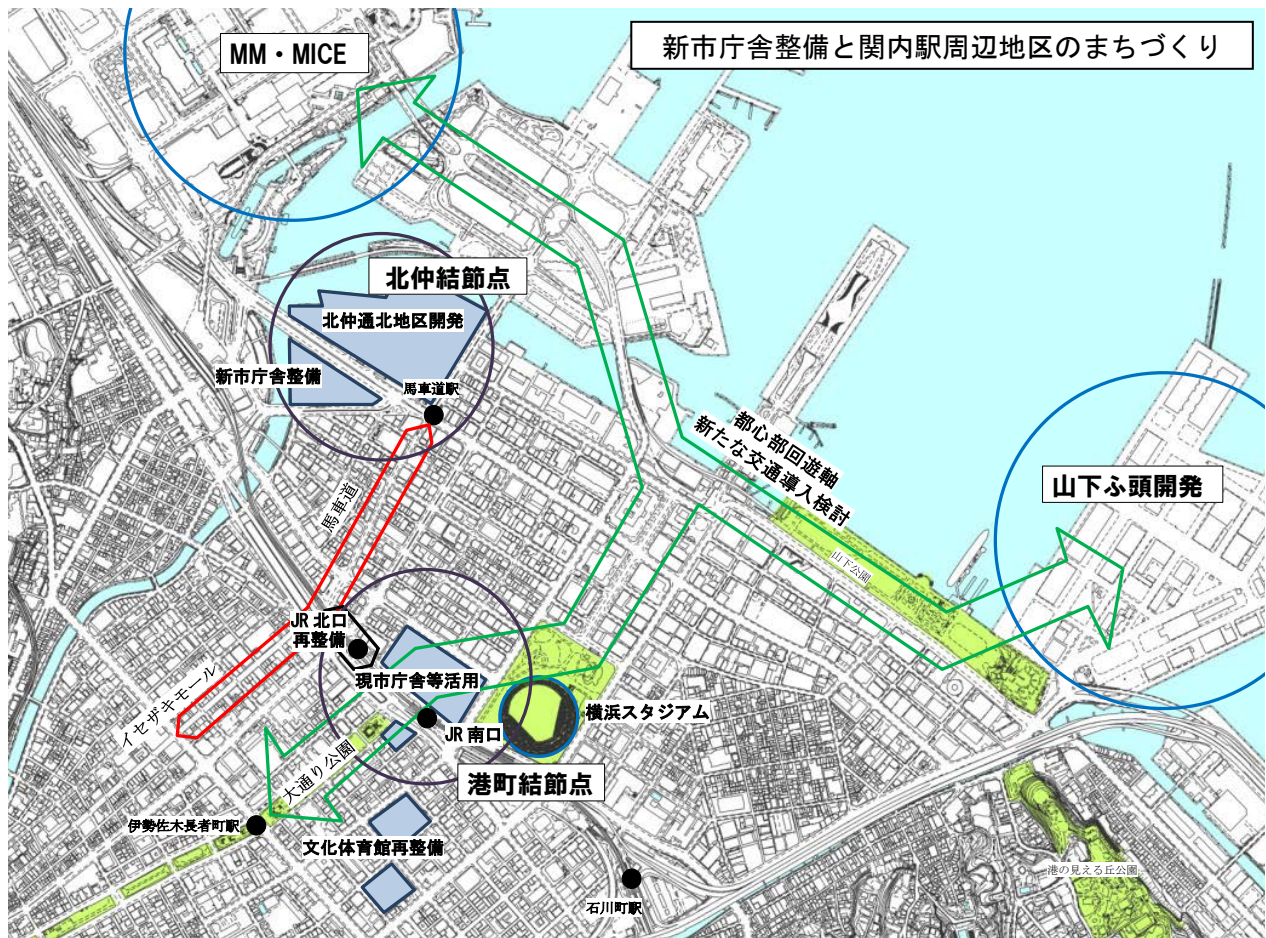 新市庁舎整備と関内駅周辺地区のまちづくり
MM・MICE
北仲結節点
北仲通北地区開発
新市庁舎整備
馬車道駅
馬車道
都心部回遊軸
新たな交通導入検討
山下ふ頭開発
山下公園
JR 北口
再整備
現市庁舎等活用
イセザキモール
横浜スタジアム
JR 南口
大通り公園
港町結節点
伊勢佐木長者町駅
文化体育館再整備
港の見える丘公園
石川町駅